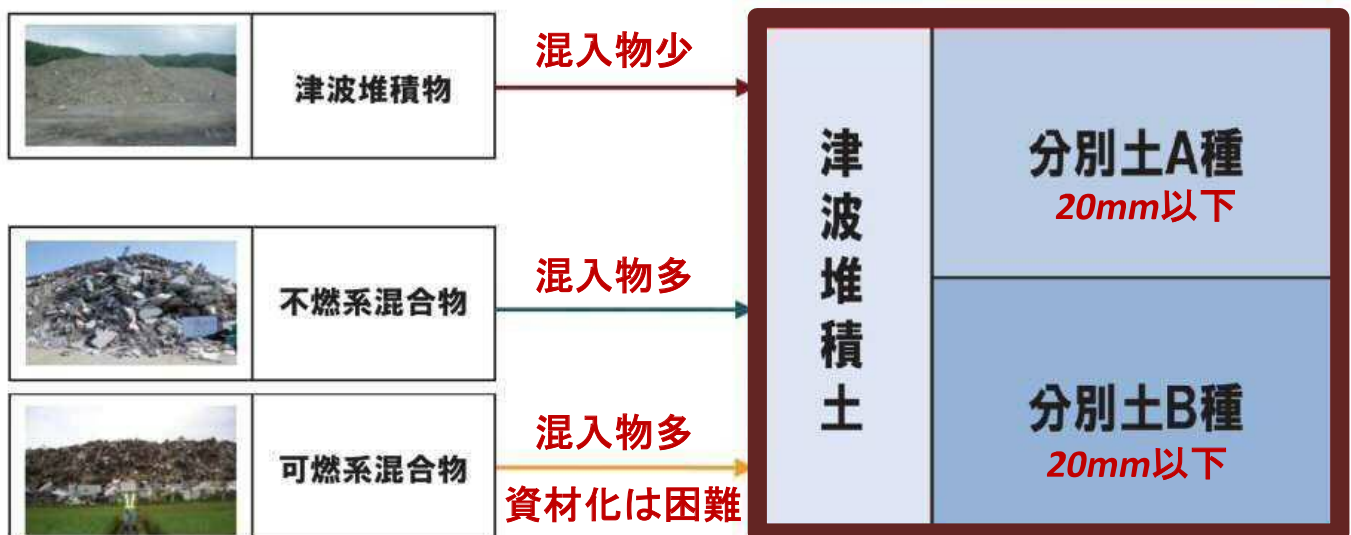 津波堆積物
混入物少
不燃系混合物
混入物多
可燃系混合物
混入物多
資材化は困難
津波堆積土
分別土A種
20mm以下
分別土B種
20mm以下